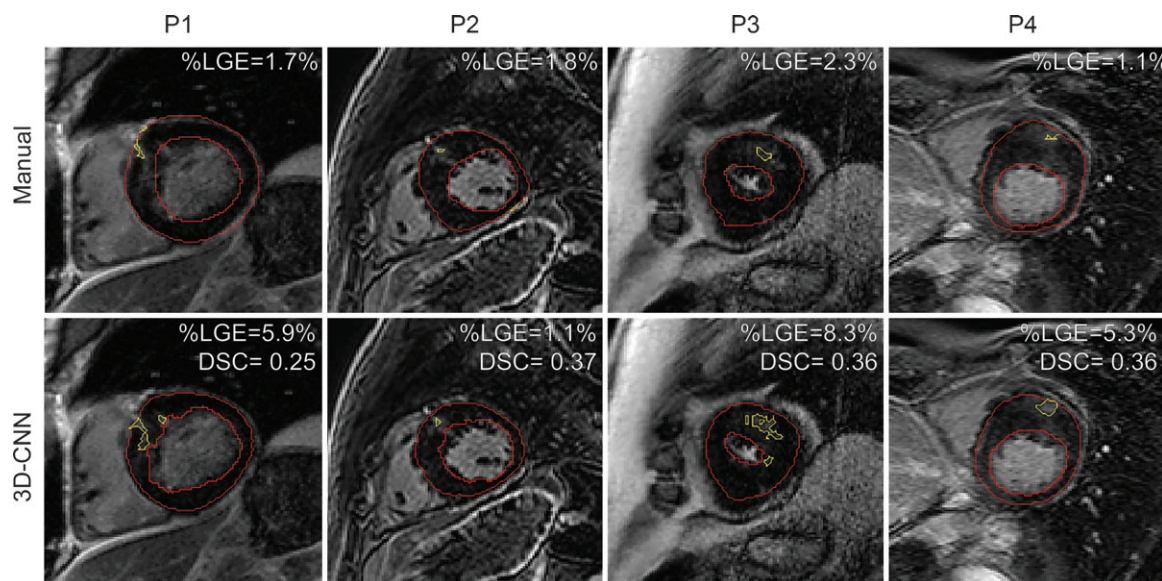 P1 P2 P3 P4
Manual
%LGE=1.7% %LGE=1.8% %LGE=2.3% %LGE=1.1%
3D-CNN
%LGE=5.9% %LGE=1.1% %LGE=8.3% %LGE=5.3%
DSC= 0.25 DSC= 0.37 DSC= 0.36 DSC= 0.36